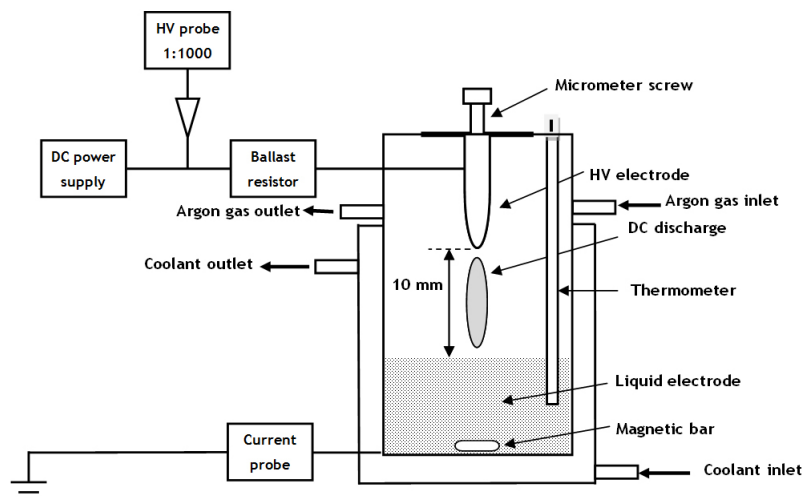 HV probe
1:1000
Micrometer screw
DC power
supply
Ballast
resistor
HV electrode
Argon gas inlet
Argon gas outlet
DC discharge
Coolant outlet
10 mm
Thermometer
Liquid electrode
Magnetic bar
Current
probe
Coolant inlet